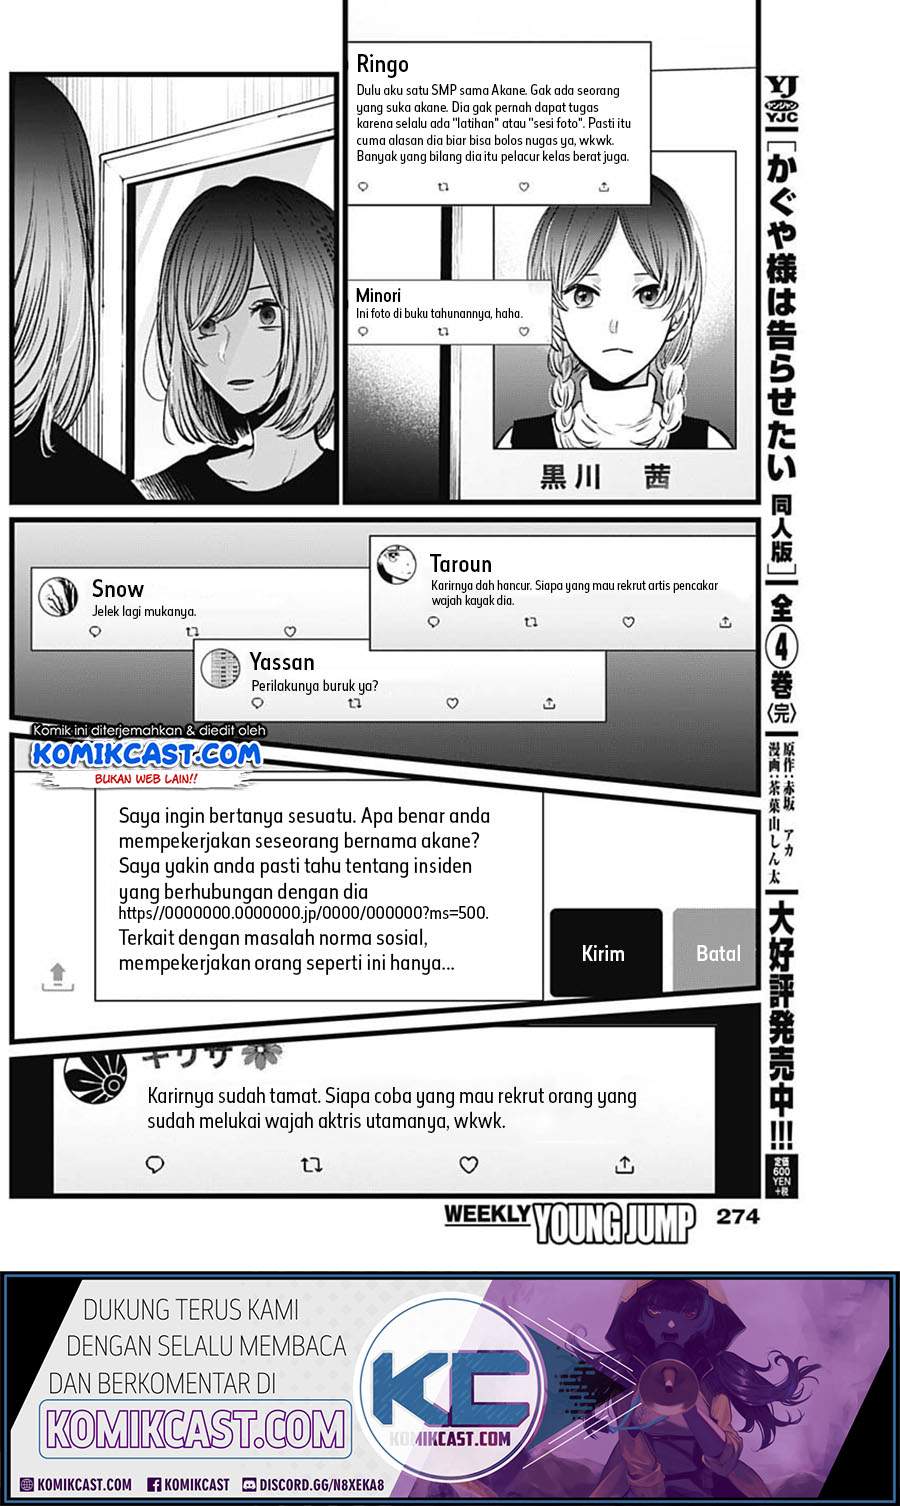 Ringo
Dulu aku satu SMP sama Akane. Gak ada seorang
yang suka akane. Dia gak pernah dapat tugas
karena selalu ada "latihan" atau "sesi foto". Pasti itu
cuma alasan dia biar bisa bolos nugas ya, wkwk.
Banyak yang bilang dia itu pelacur kelas berat juga.
Minori
Ini foto di buku tahunannya, haha.
黒川 茜
Taroun
Karirnya dah hancur. Siapa yang mau rekrut artis pencakar
wajah kayak dia.
Snow
Jelek lagi mukanya.
Yassan
Perilakunya buruk ya?
Komik ini diterjemahkan & diedit oleh
KOMIKCAST.COM
BUKAN WEB LAIN!!
Saya ingin bertanya sesuatu. Apa benar anda
mempekerjakan seseorang bernama akane?
Saya yakin anda pasti tahu tentang insiden
yang berhubungan dengan dia
https//0000000.0000000.jp/0000/000000?ms=500.
Terkait dengan masalah norma sosial,
mempekerjakan orang seperti ini hanya...
Kirim
Batal
キリサ
Karirnya sudah tamat. Siapa coba yang mau rekrut orang yang
sudah melukai wajah aktris utamanya, wkwk.
YJ
ヤンジャン
YJC
[かぐや様は告らせたい 同人版] 全④巻〈完〉
原作:赤坂 アカ
漫画:茶菓山しん太
大好評発売中!!!
定価
600
YEN
+税
WEEKLY YOUNG JUMP 274
DUKUNG TERUS KAMI
DENGAN SELALU MEMBACA
DAN BERKOMENTAR DI
KOMIKCAST.COM
KC
KOMIKCAST.COM
KOMIKCAST.COM KOMIKCAST DISCORD.GG/N8XEKA8